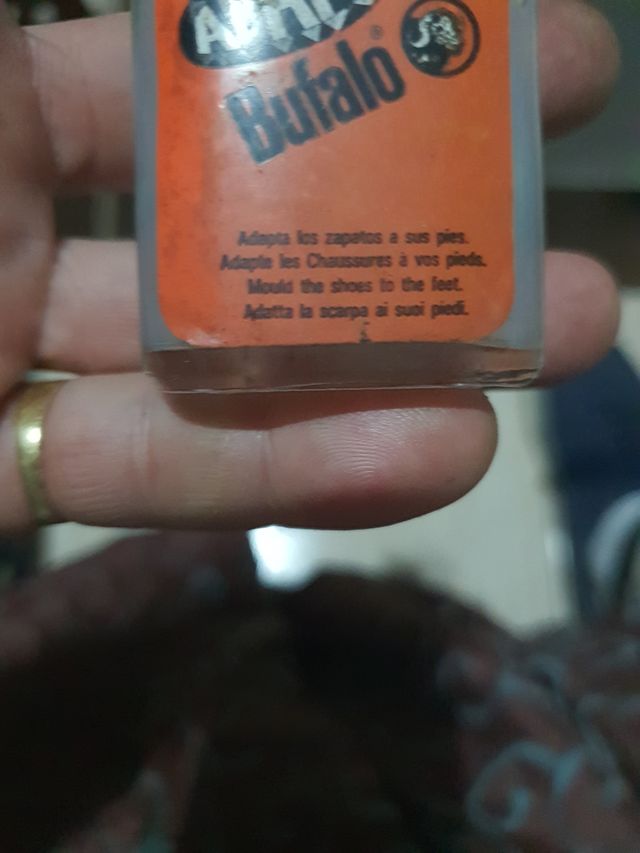 Bufalo®
Adapta los zapatos a sus pies.
Adapte les Chaussures à vos pieds.
Mould the shoes to the feet.
Adatta la scarpa ai suoi piedi.